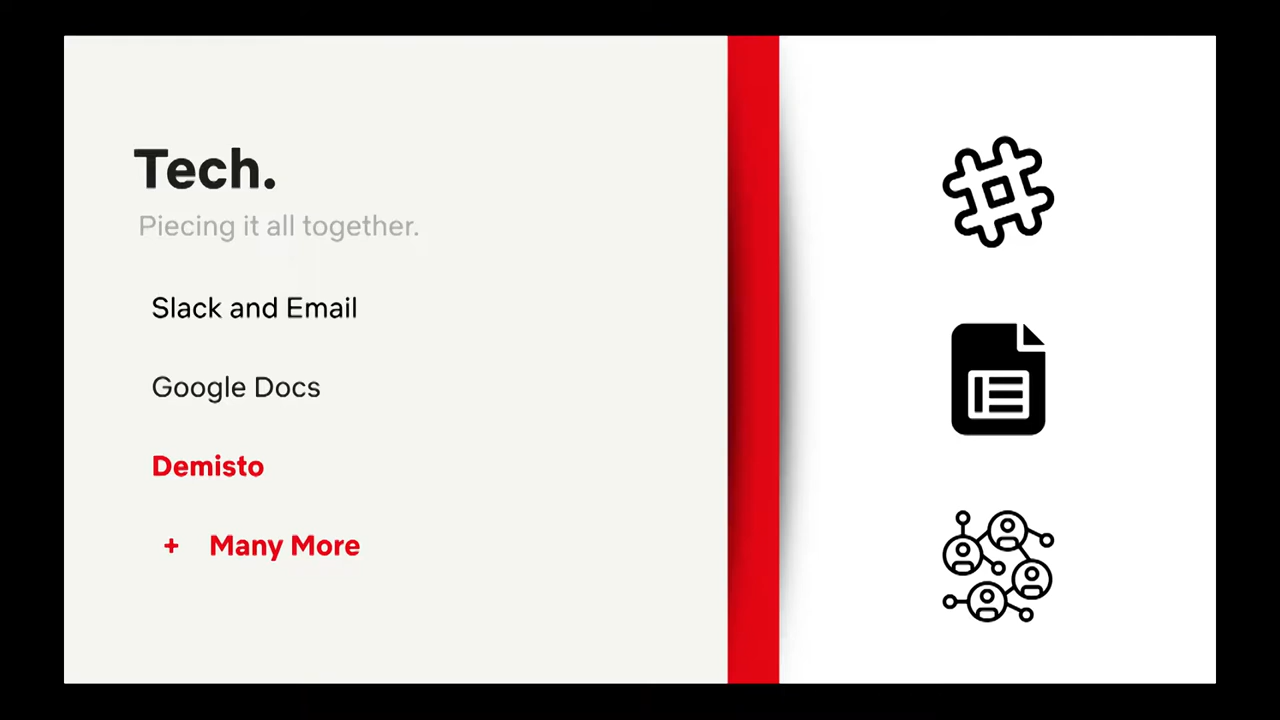 Tech.
Piecing it all together.
Slack and Email
Google Docs
Demisto
+ Many More